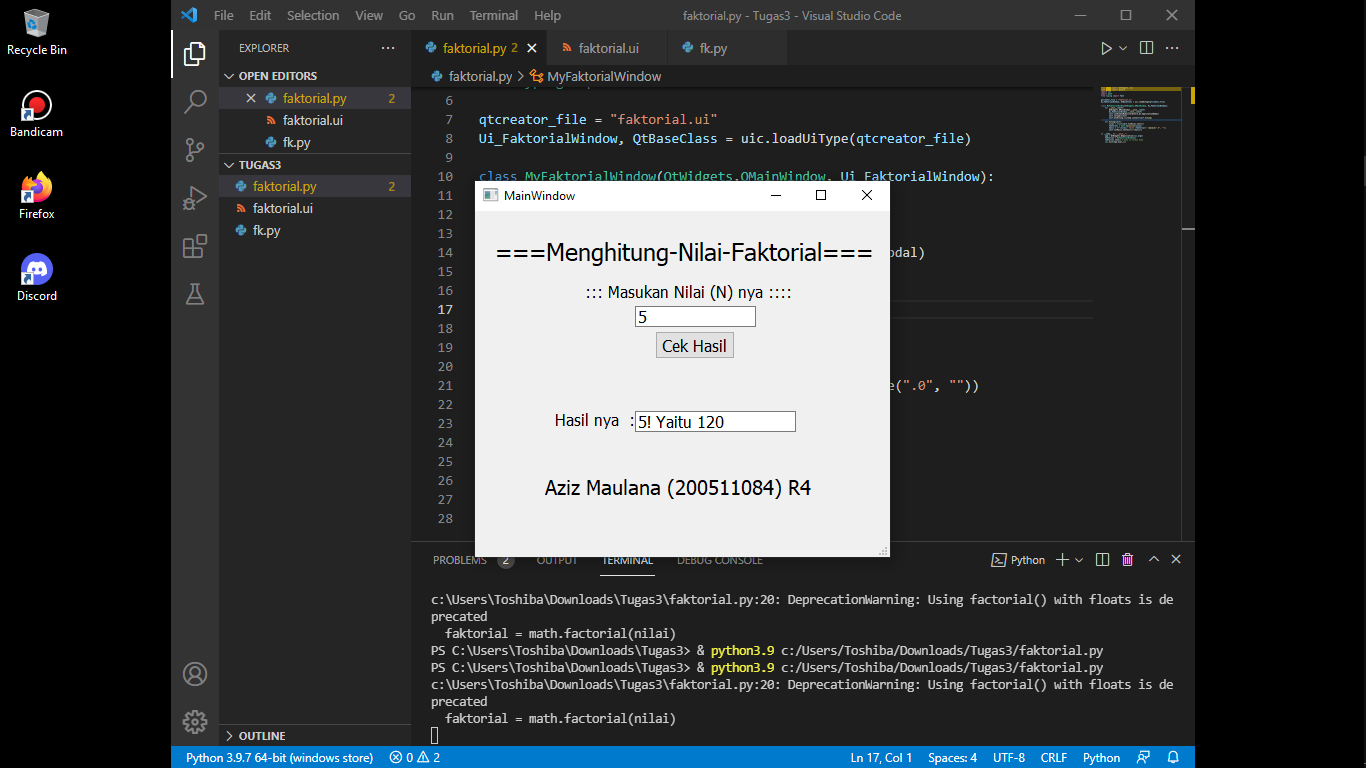 Recycle Bin
Bandicam
Firefox
Discord
File Edit Selection View Go Run Terminal Help
faktorial.py - Tugas3 - Visual Studio Code
EXPLORER
OPEN EDITORS
faktorial.py 2
faktorial.ui
fk.py
TUGAS3
faktorial.py 2
faktorial.ui
fk.py
OUTLINE
faktorial.py 2 faktorial.ui fk.py
faktorial.py > MyFaktorialWindow
6
7 qtcreator_file = "faktorial.ui"
8 Ui_FaktorialWindow, QtBaseClass = uic.loadUiType(qtcreator_file)
9
10 class MyFaktorialWindow(QtWidgets.QMainWindow, Ui_FaktorialWindow):
11
12
13
14 odal)
15
16
17
18
19
20
21 e(".0", ""))
22
23
24
25
26
27
28
MainWindow
===Menghitung-Nilai-Faktorial===
::: Masukan Nilai (N) nya ::::
5
Cek Hasil
Hasil nya :5! Yaitu 120
Aziz Maulana (200511084) R4
PROBLEMS 2 OUTPUT TERMINAL DEBUG CONSOLE
Python
c:\Users\Toshiba\Downloads\Tugas3\faktorial.py:20: DeprecationWarning: Using factorial() with floats is de
precated
faktorial = math.factorial(nilai)
PS C:\Users\Toshiba\Downloads\Tugas3> & python3.9 c:/Users/Toshiba/Downloads/Tugas3/faktorial.py
PS C:\Users\Toshiba\Downloads\Tugas3> & python3.9 c:/Users/Toshiba/Downloads/Tugas3/faktorial.py
c:\Users\Toshiba\Downloads\Tugas3\faktorial.py:20: DeprecationWarning: Using factorial() with floats is de
precated
faktorial = math.factorial(nilai)
Python 3.9.7 64-bit (windows store) 0 2 Ln 17, Col 1 Spaces: 4 UTF-8 CRLF Python